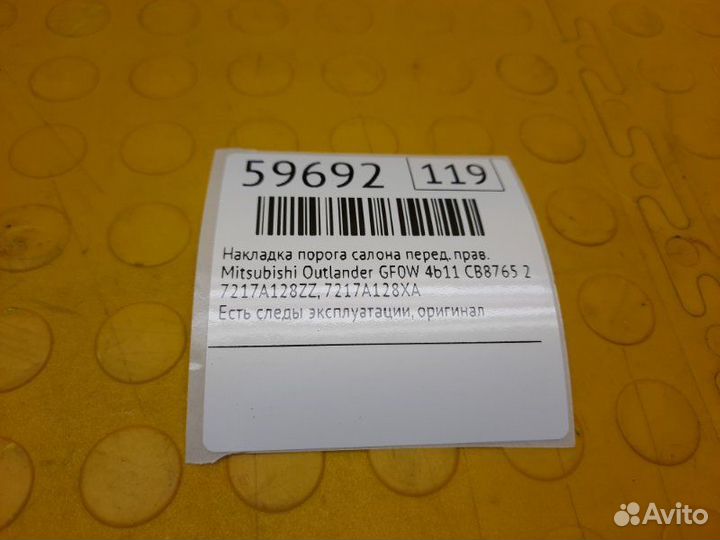 59692 119
Накладка порога салона перед. прав.
Mitsubishi Outlander GF0W 4b11 CB8765 2
7217A128ZZ, 7217A128XA
Есть следы эксплуатации, оригинал
Avito